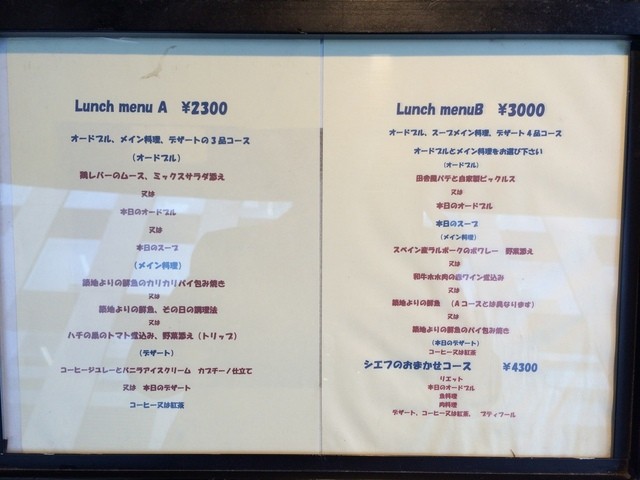 Lunch menu A ¥2300
オードブル、メイン料理、デザートの3品コース
(オードブル)
鶏レバーのムース、ミックスサラダ添え
又は
本日のオードブル
又は
本日のスープ
(メイン料理)
築地よりの鮮魚のカリカリパイ包み焼き
又は
築地よりの鮮魚、その日の調理法
又は
ハチの巣のトマト煮込み、野菜添え(トリップ)
(デザート)
コーヒージュレとバニラアイスクリーム カプチーノ仕立て
又は 本日のデザート
コーヒー又は紅茶
Lunch menuB ¥3000
オードブル、スープメイン料理、デザート4品コース
オードブルとメイン料理をお選び下さい
(オードブル)
田舎風パテと自家製ピックルス
又は
本日のオードブル
本日のスープ
(メイン料理)
スペイン産ラルポークのポワレー 野菜添え
又は
和牛ホホ肉の赤ワイン煮込み
又は
築地よりの鮮魚 (Aコースとは異なります)
又は
築地よりの鮮魚のパイ包み焼き
(本日のデザート)
コーヒー又は紅茶
シエフのおまかせコース ¥4300
リエット
本日のオードブル
魚料理
肉料理
デザート、コーヒー又は紅茶、 プティフール